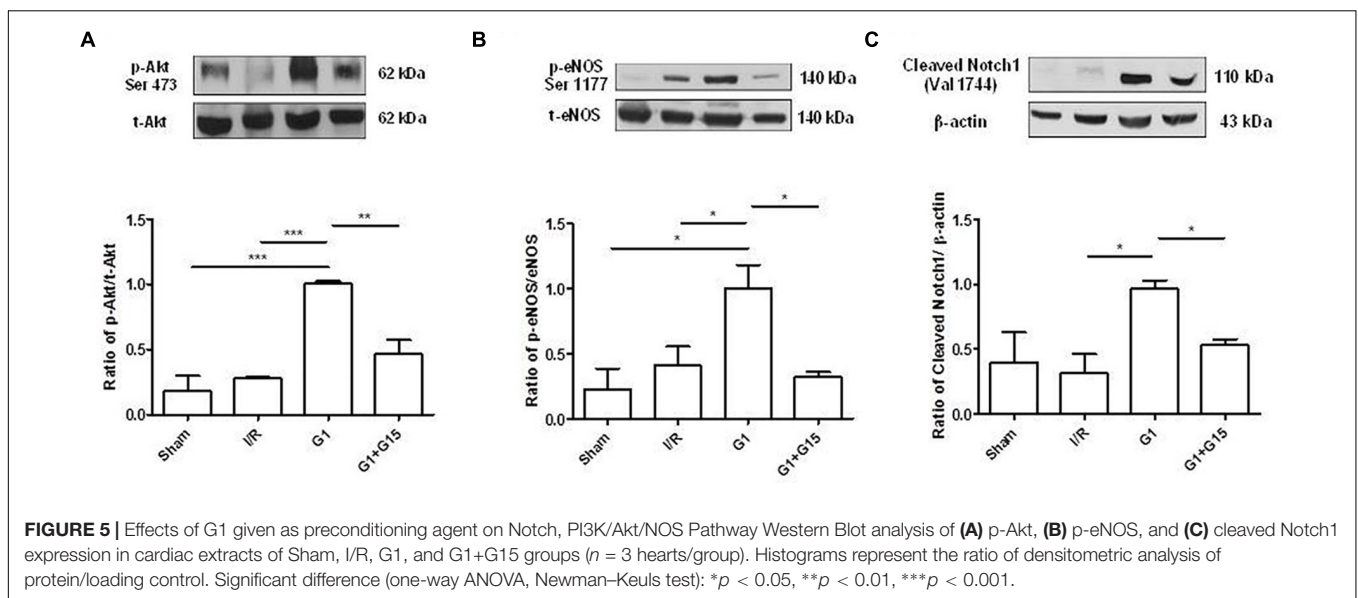 A
p-Akt
Ser 473
62 kDa
t-Akt
62 kDa
Ratio of p-Akt/t-Akt
1.5
1.0
0.5
0.0
***
***
**
Sham
I/R
G1
G1+G15
B
p-eNOS
Ser 1177
140 kDa
t-eNOS
140 kDa
Ratio of p-eNOS/eNOS
1.5
1.0
0.5
0.0
*
*
*
Sham
I/R
G1
G1+G15
C
Cleaved Notch1
(Val 1744)
110 kDa
β-actin
43 kDa
Ratio of Cleaved Notch1/ β-actin
1.5
1.0
0.5
0.0
*
*
Sham
I/R
G1
G1+G15
FIGURE 5 | Effects of G1 given as preconditioning agent on Notch, PI3K/Akt/NOS Pathway Western Blot analysis of (A) p-Akt, (B) p-eNOS, and (C) cleaved Notch1
expression in cardiac extracts of Sham, I/R, G1, and G1+G15 groups (n = 3 hearts/group). Histograms represent the ratio of densitometric analysis of
protein/loading control. Significant difference (one-way ANOVA, Newman–Keuls test): *p < 0.05, **p < 0.01, ***p < 0.001.